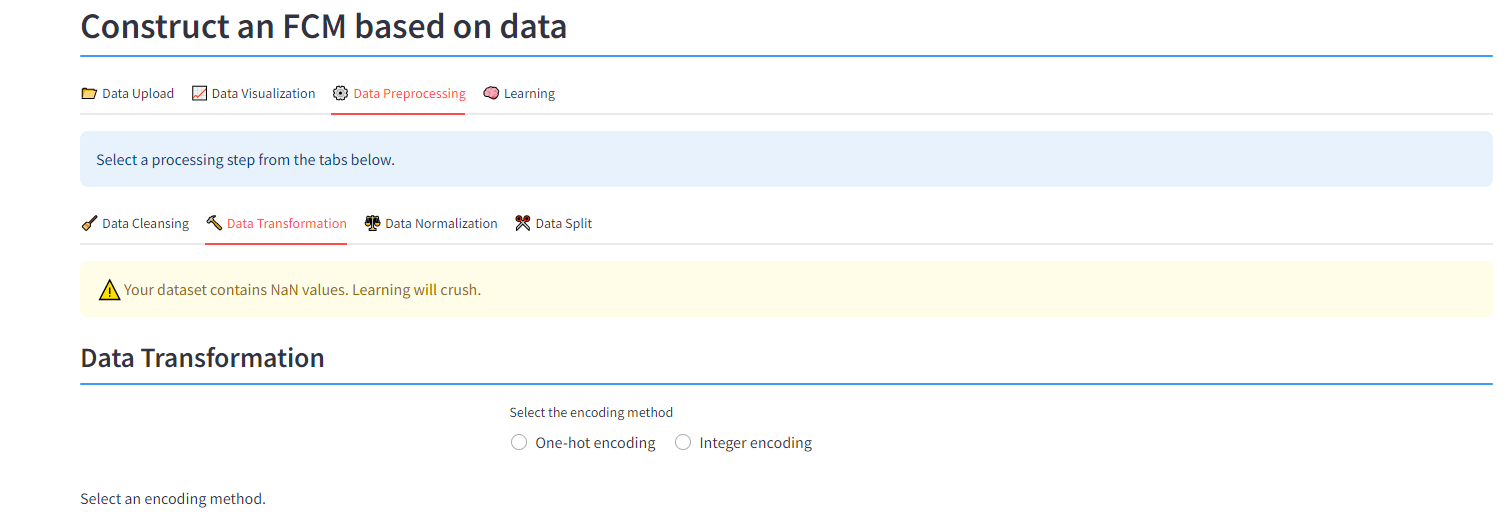 Construct an FCM based on data
Data Upload Data Visualization Data Preprocessing Learning
Select a processing step from the tabs below.
Data Cleansing Data Transformation Data Normalization Data Split
Your dataset contains NaN values. Learning will crush.
Data Transformation
Select the encoding method
One-hot encoding Integer encoding
Select an encoding method.